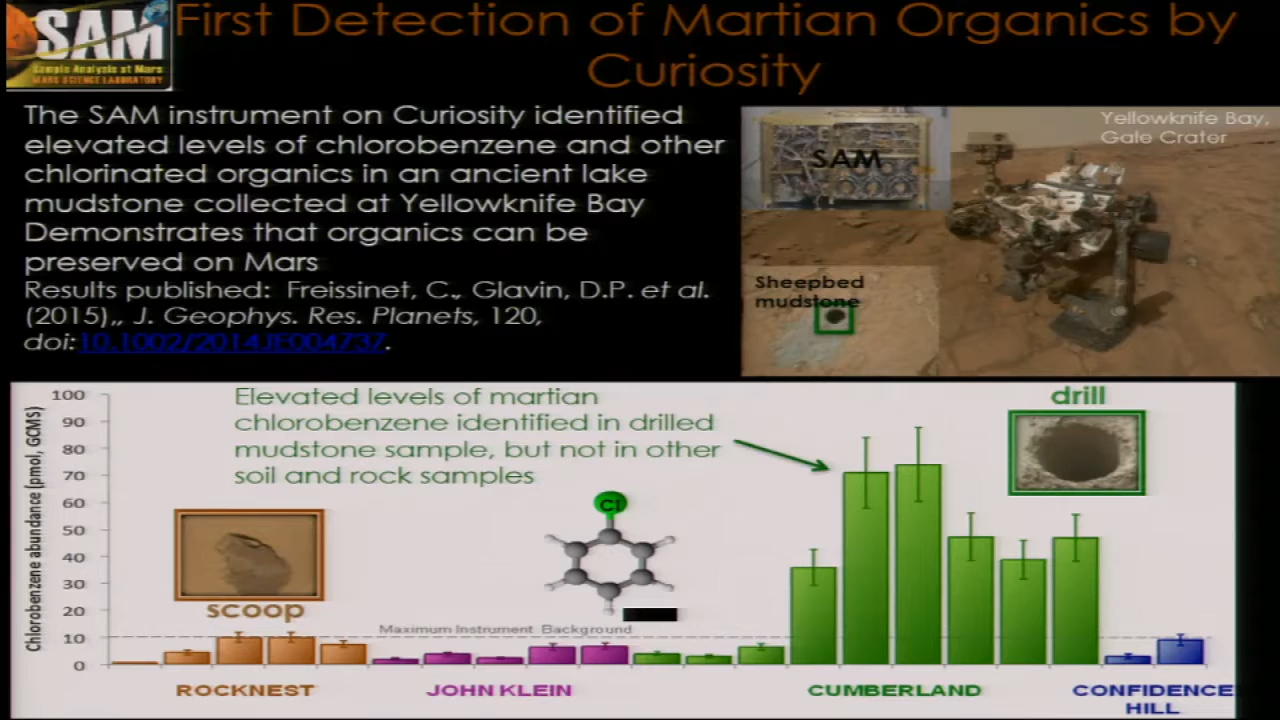 SAM
Sample Analysis at Mars
MARS SCIENCE LABORATORY
First Detection of Martian Organics by
Curiosity
The SAM instrument on Curiosity identified
elevated levels of chlorobenzene and other
chlorinated organics in an ancient lake
mudstone collected at Yellowknife Bay
Demonstrates that organics can be
preserved on Mars
Results published: Freissinet, C., Glavin, D.P. et al.
(2015),, J. Geophys. Res. Planets, 120,
doi:10.1002/2014JE004737.
Yellowknife Bay,
Gale Crater
SAM
Sheepbed
mudstone
Chlorobenzene abundance (pmol, GCMS)
100
90
80
70
60
50
40
30
20
10
0
Elevated levels of martian
chlorobenzene identified in drilled
mudstone sample, but not in other
soil and rock samples
drill
Cl
scoop
Maximum Instrument Background
ROCKNEST
JOHN KLEIN
CUMBERLAND
CONFIDENCE
HILL